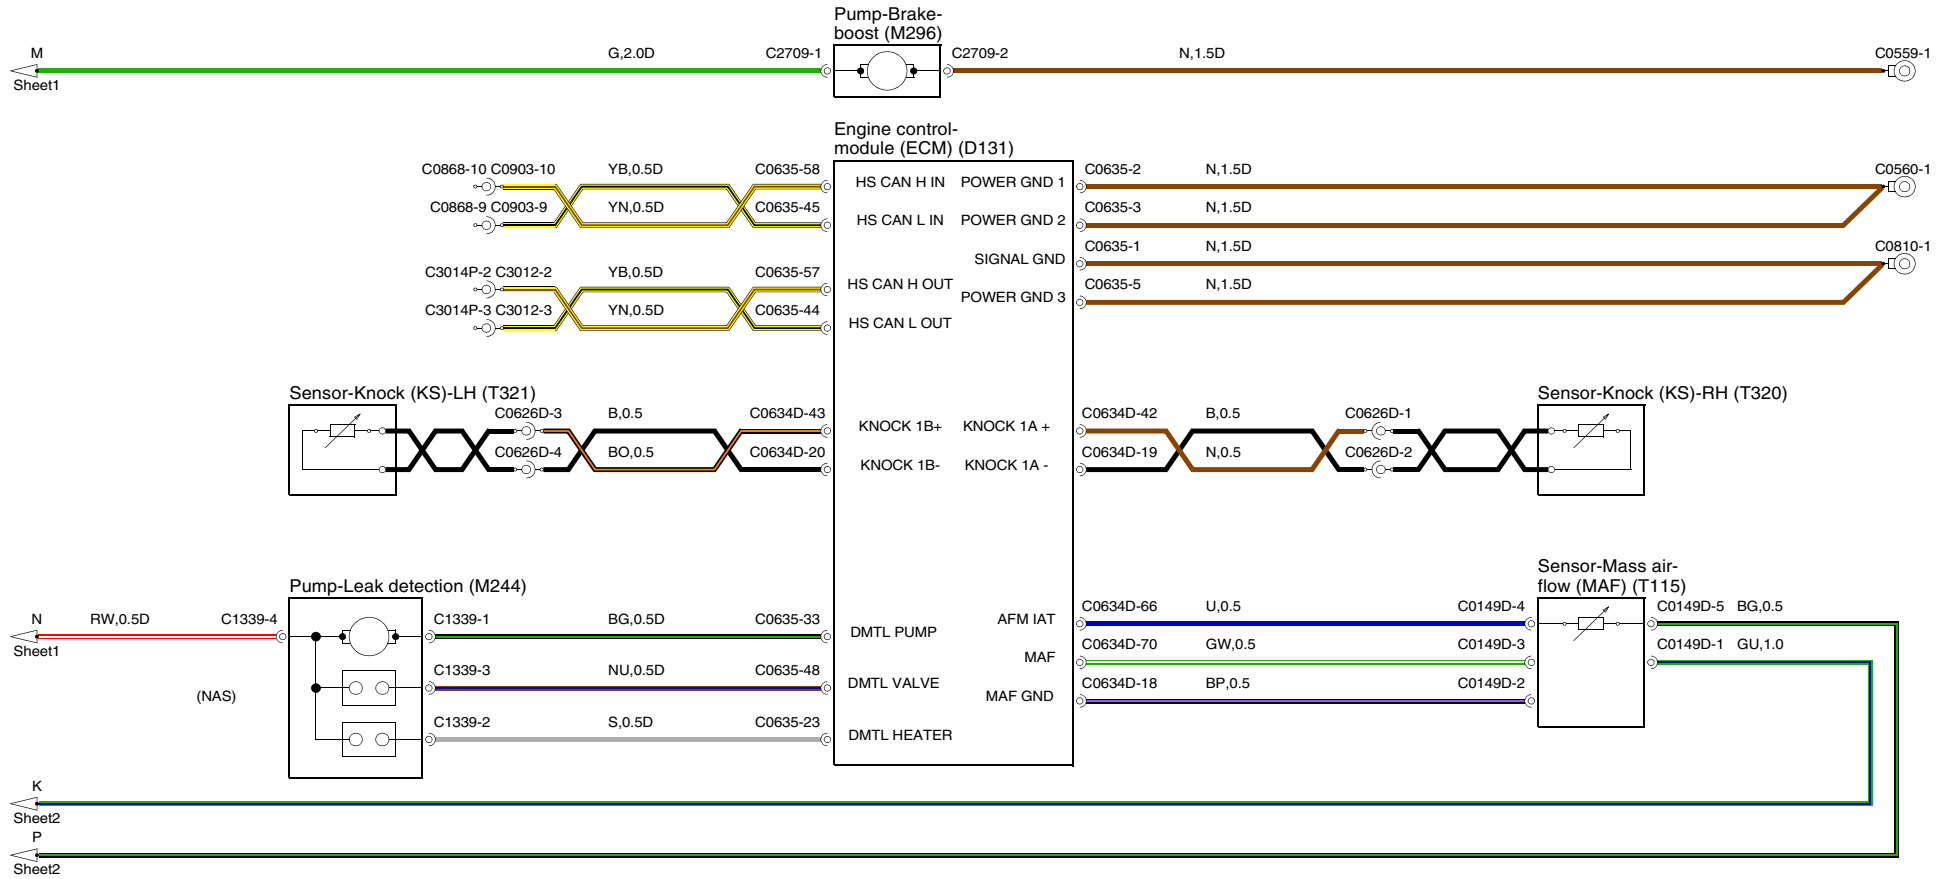 Pump-Brake-
boost (M296)
M
G,2.0D
C2709-1
C2709-2
N,1.5D
C0559-1
Sheet1
Engine control-
module (ECM) (D131)
C0868-10 C0903-10
YB,0.5D
C0635-58
HS CAN H IN
POWER GND 1
C0635-2
N,1.5D
C0560-1
C0868-9 C0903-9
YN,0.5D
C0635-45
HS CAN L IN
POWER GND 2
C0635-3
N,1.5D
SIGNAL GND
C0635-1
N,1.5D
C0810-1
C3014P-2 C3012-2
YB,0.5D
C0635-57
HS CAN H OUT
POWER GND 3
C0635-5
N,1.5D
C3014P-3 C3012-3
YN,0.5D
C0635-44
HS CAN L OUT
Sensor-Knock (KS)-LH (T321)
Sensor-Knock (KS)-RH (T320)
C0626D-3
B,0.5
C0634D-43
KNOCK 1B+
KNOCK 1A +
C0634D-42
B,0.5
C0626D-1
C0626D-4
BO,0.5
C0634D-20
KNOCK 1B-
KNOCK 1A -
C0634D-19
N,0.5
C0626D-2
Pump-Leak detection (M244)
Sensor-Mass air-
flow (MAF) (T115)
N
RW,0.5D
C1339-4
C1339-1
BG,0.5D
C0635-33
DMTL PUMP
AFM IAT
C0634D-66
U,0.5
C0149D-4
C0149D-5
BG,0.5
Sheet1
MAF
C0634D-70
GW,0.5
C0149D-3
C0149D-1
GU,1.0
(NAS)
C1339-3
NU,0.5D
C0635-48
DMTL VALVE
MAF GND
C0634D-18
BP,0.5
C0149D-2
C1339-2
S,0.5D
C0635-23
DMTL HEATER
K
Sheet2
P
Sheet2